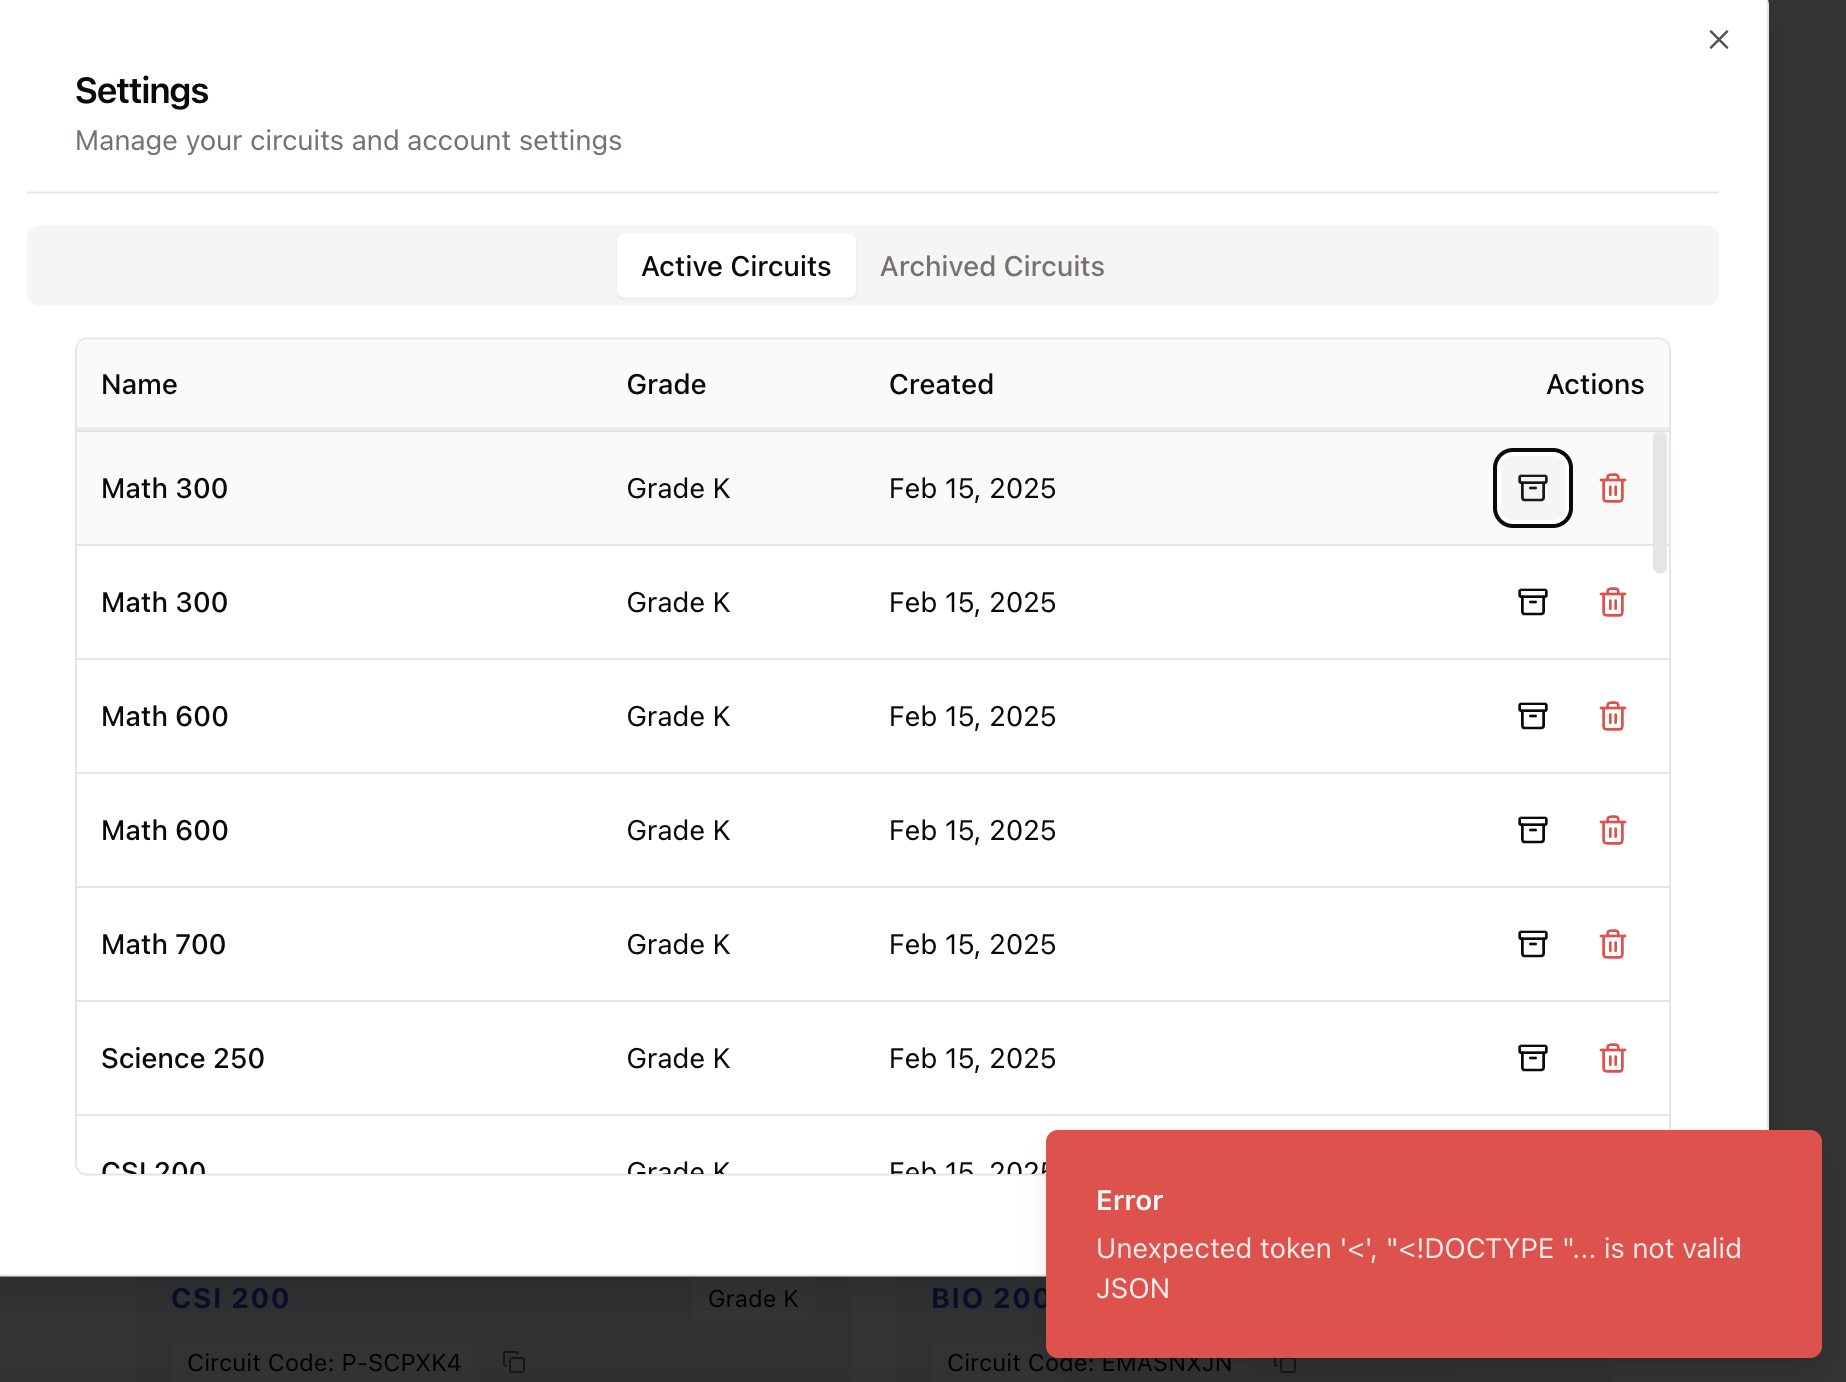 Settings
Manage your circuits and account settings
Active Circuits Archived Circuits
Name Grade Created Actions
Math 300 Grade K Feb 15, 2025
Math 300 Grade K Feb 15, 2025
Math 600 Grade K Feb 15, 2025
Math 600 Grade K Feb 15, 2025
Math 700 Grade K Feb 15, 2025
Science 250 Grade K Feb 15, 2025
CSI 200 Grade K Feb 15, 2025
Error
Unexpected token '<', "<!DOCTYPE "... is not valid
JSON
CSI 200 Grade K BIO 200
Circuit Code: P-SCPXK4 Circuit Code: EMASNXJN